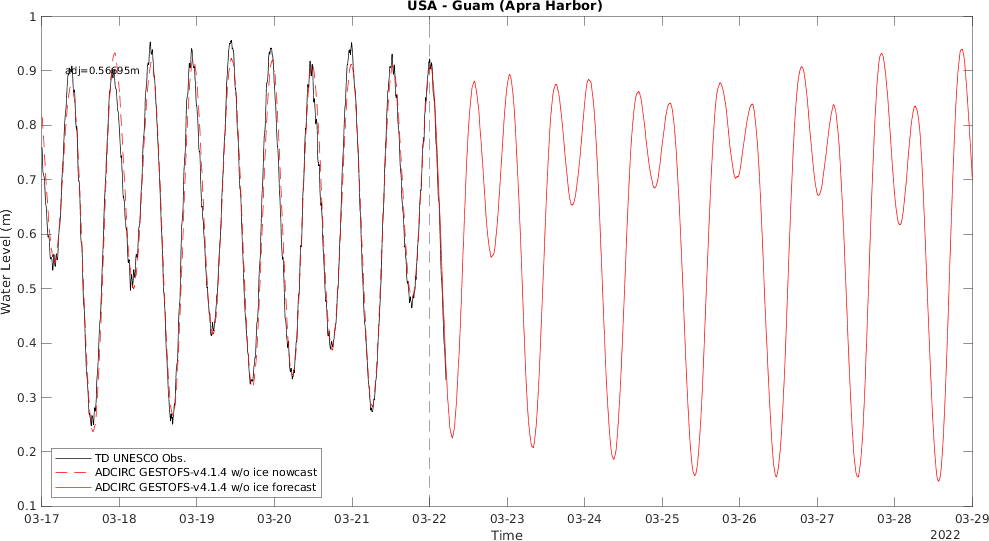 USA - Guam (Apra Harbor)
1
0.9
adj=0.56695m
0.8
0.7
0.6
0.5
0.4
0.3
0.2
0.1
Water Level (m)
TD UNESCO Obs.
ADCIRC GESTOFS-v4.1.4 w/o ice nowcast
ADCIRC GESTOFS-v4.1.4 w/o ice forecast
03-17 03-18 03-19 03-20 03-21 03-22 03-23 03-24 03-25 03-26 03-27 03-28 03-29
Time
2022